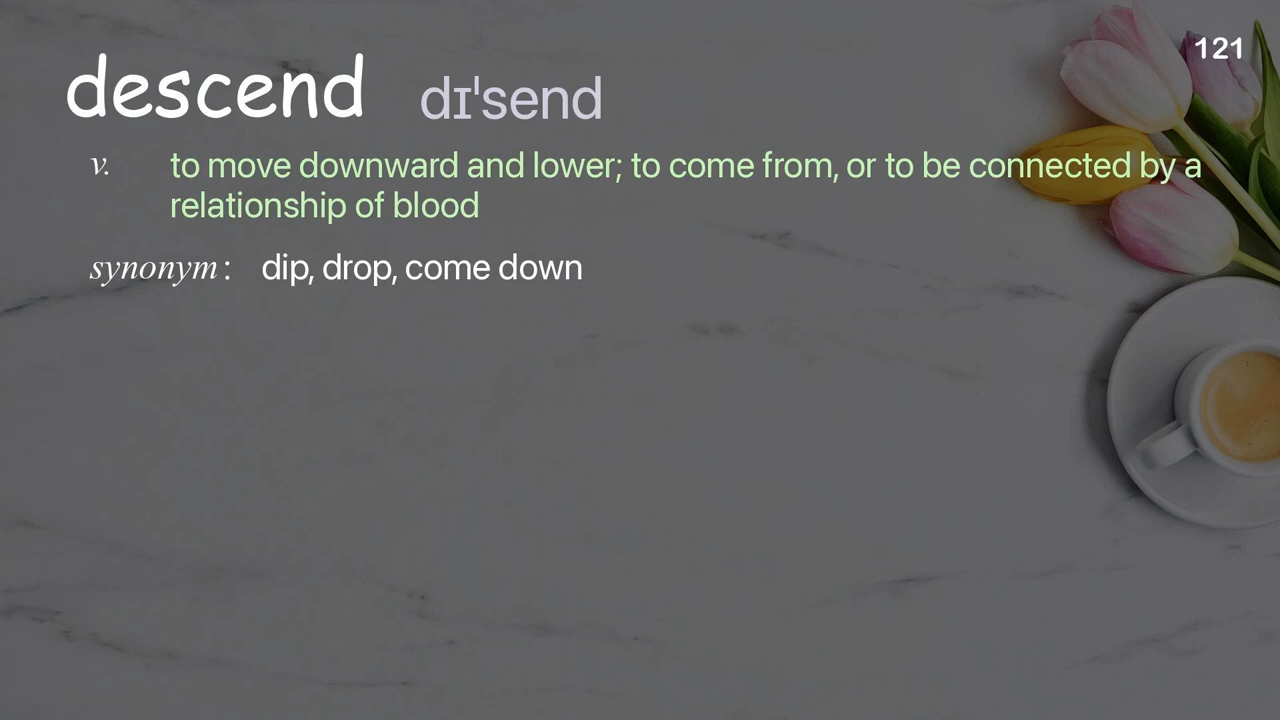 121
descend dɪˈsend
v. to move downward and lower; to come from, or to be connected by a
relationship of blood
synonym: dip, drop, come down